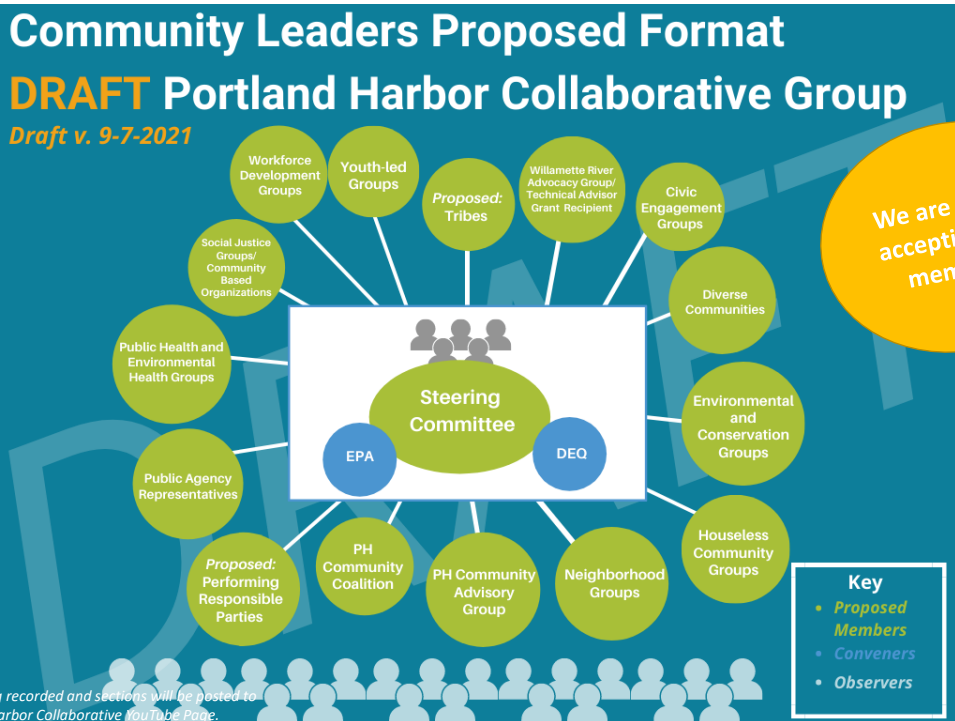 Community Leaders Proposed Format
DRAFT Portland Harbor Collaborative Group
Draft v. 9-7-2021
Workforce
Development
Groups
Youth-led
Groups
Proposed:
Tribes
Willamette River
Advocacy Group/
Technical Advisor
Grant Recipient
Civic
Engagement
Groups
We are
accepti
mem
Social Justice
Groups/
Community
Based
Organizations
Diverse
Communities
Public Health and
Environmental
Health Groups
Steering
Committee
EPA
DEQ
Environmental
and
Conservation
Groups
Public Agency
Representatives
Houseless
Community
Groups
Proposed:
Performing
Responsible
Parties
PH
Community
Coalition
PH Community
Advisory
Group
Neighborhood
Groups
Key
• Proposed
Members
• Conveners
• Observers
recorded and sections will be posted to
arbor Collaborative YouTube Page.
DRAFT